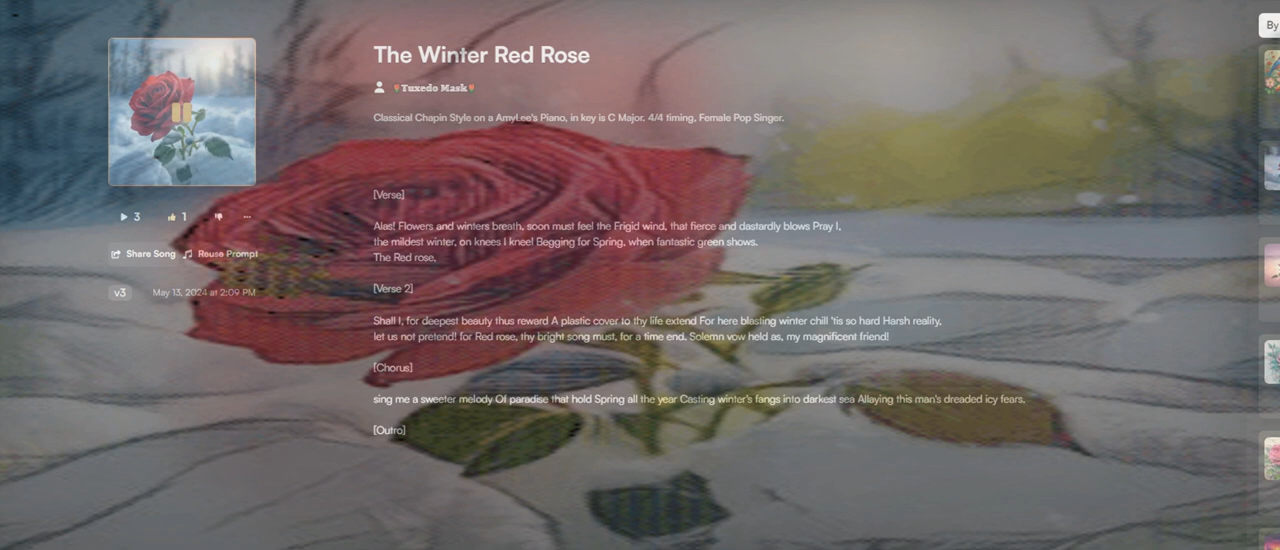 The Winter Red Rose
🌹Tuxedo Mask🌹
Classical Chapin Style on a AmyLee's Piano, in key is C Major. 4/4 timing, Female Pop Singer.
[Verse]
Alas! Flowers and winters breath, soon must feel the Frigid wind, that fierce and dastardly blows Pray I,
the mildest winter, on knees I kneel Begging for Spring, when fantastic green shows.
The Red rose,
[Verse 2]
Shall I, for deepest beauty thus reward A plastic cover to thy life extend For here blasting winter chill 'tis so hard Harsh reality,
let us not pretend! for Red rose, thy bright song must, for a time end. Solemn vow held as, my magnificent friend!
[Chorus]
sing me a sweeter melody Of paradise that hold Spring all the year Casting winter's fangs into darkest sea Allaying this man's dreaded icy fears.
[Outro]
3 1 ...
Share Song Reuse Prompt
v3 May 13, 2024 at 2:09 PM
By